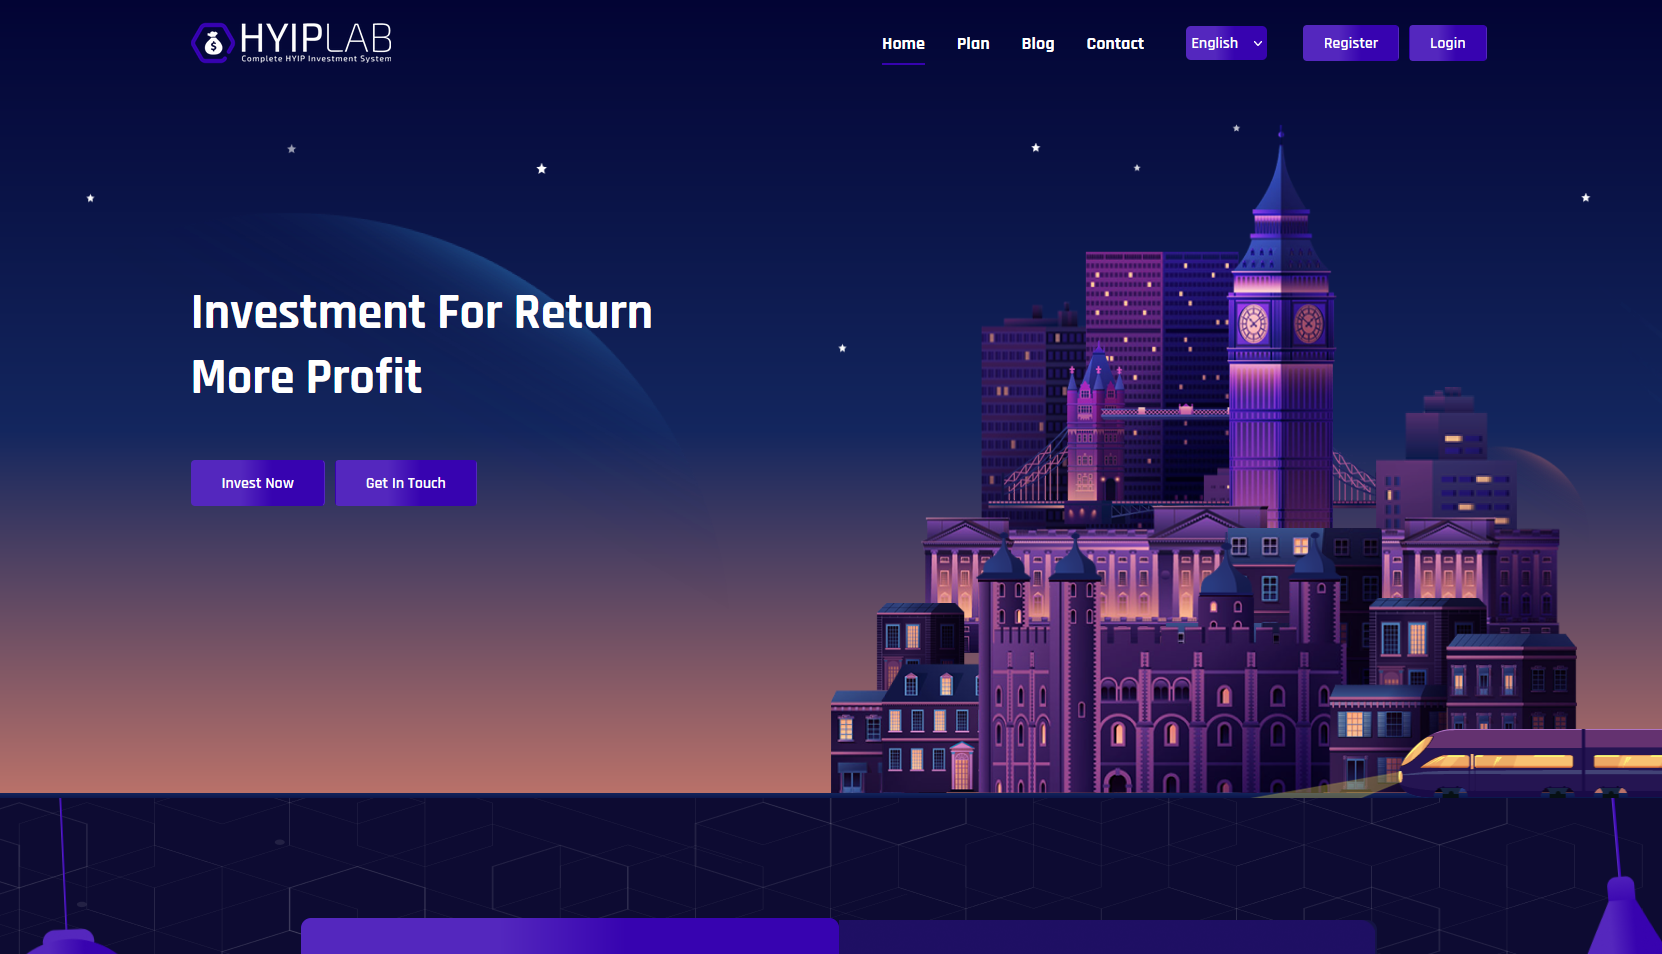 HYIPLAB
Complete HYIP Investment System
Home
Plan
Blog
Contact
English
Register
Login
Investment For Return
More Profit
Invest Now
Get In Touch